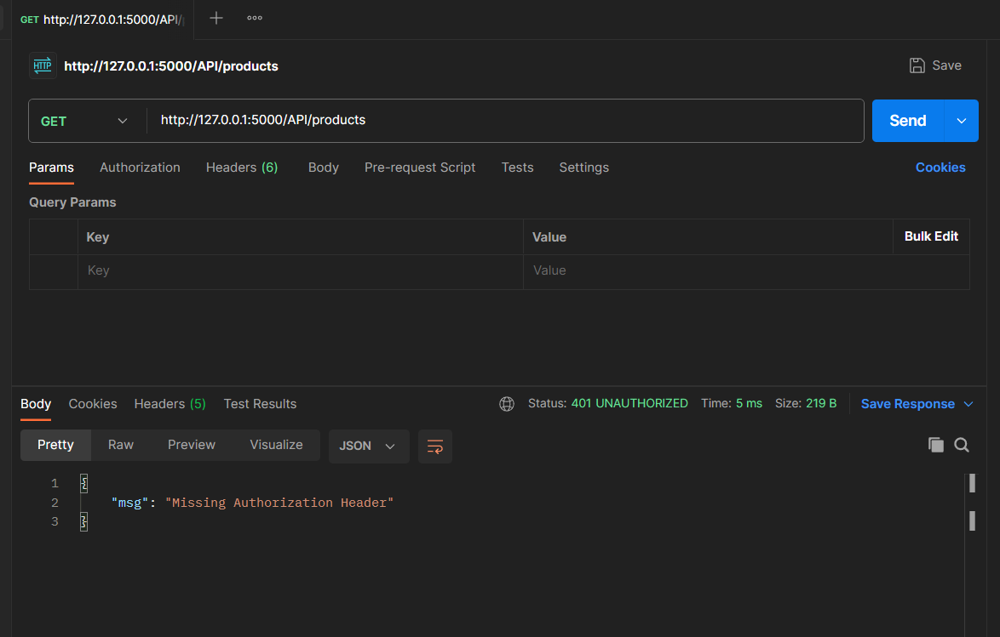 GET http://127.0.0.1:5000/API/
HTTP http://127.0.0.1:5000/API/products Save
GET http://127.0.0.1:5000/API/products Send
Params Authorization Headers (6) Body Pre-request Script Tests Settings Cookies
Query Params
Key Value Bulk Edit
Key Value
Body Cookies Headers (5) Test Results Status: 401 UNAUTHORIZED Time: 5 ms Size: 219 B Save Response
Pretty Raw Preview Visualize JSON
1 {
2 "msg": "Missing Authorization Header"
3 }